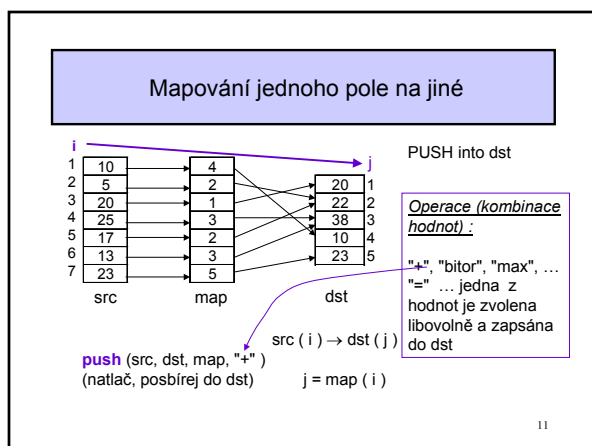 Mapování jednoho pole na jiné
i
j
PUSH into dst
1 10 4
2 5 2 20 1
3 20 1 22 2
4 25 3 38 3
5 17 2 10 4
6 13 3 23 5
7 23 5
src map dst
Operace (kombinace
hodnot) :
"+", "bitor", "max", …
"=" … jedna z
hodnot je zvolena
libovolně a zapsána
do dst
src ( i ) → dst ( j )
push (src, dst, map, "+" )
(natlač, posbírej do dst) j = map ( i )
11